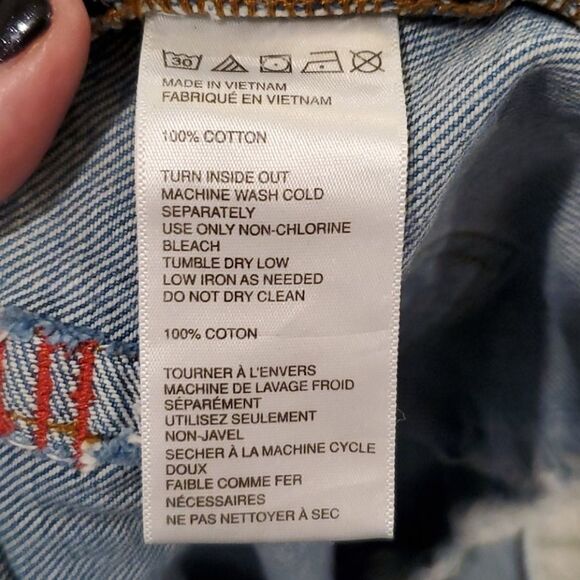 30
MADE IN VIETNAM
FABRIQUÉ EN VIETNAM
100% COTTON
TURN INSIDE OUT
MACHINE WASH COLD
SEPARATELY
USE ONLY NON-CHLORINE
BLEACH
TUMBLE DRY LOW
LOW IRON AS NEEDED
DO NOT DRY CLEAN
100% COTON
TOURNER À L'ENVERS
MACHINE DE LAVAGE FROID
SÉPARÉMENT
UTILISEZ SEULEMENT
NON-JAVEL
SECHER À LA MACHINE CYCLE
DOUX
FAIBLE COMME FER
NÉCESSAIRES
NE PAS NETTOYER À SEC